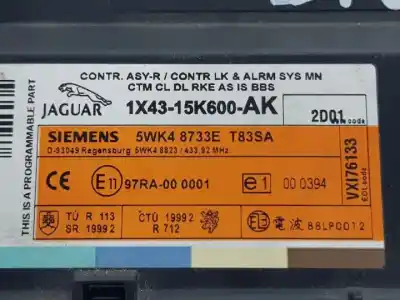 CONTR. ASY-R / CONTR LK & ALRM SYS MN
CTM CL DL RKE AS IS BBS
JAGUAR
1X43-15K600-AK
2D01
THIS IS A PROGRAMMABLE PART
SIEMENS 5WK4 8733E T83SA
D-93049 Regensburg 5WK4 8823 / 433,92 MHz
VXI76133
EOL code
CE E11 97RA-00 0001 e1 00 0394
TÜ R 113
SR 1999 2
CTÜ 1999 2
R 712
電波 88LP0012